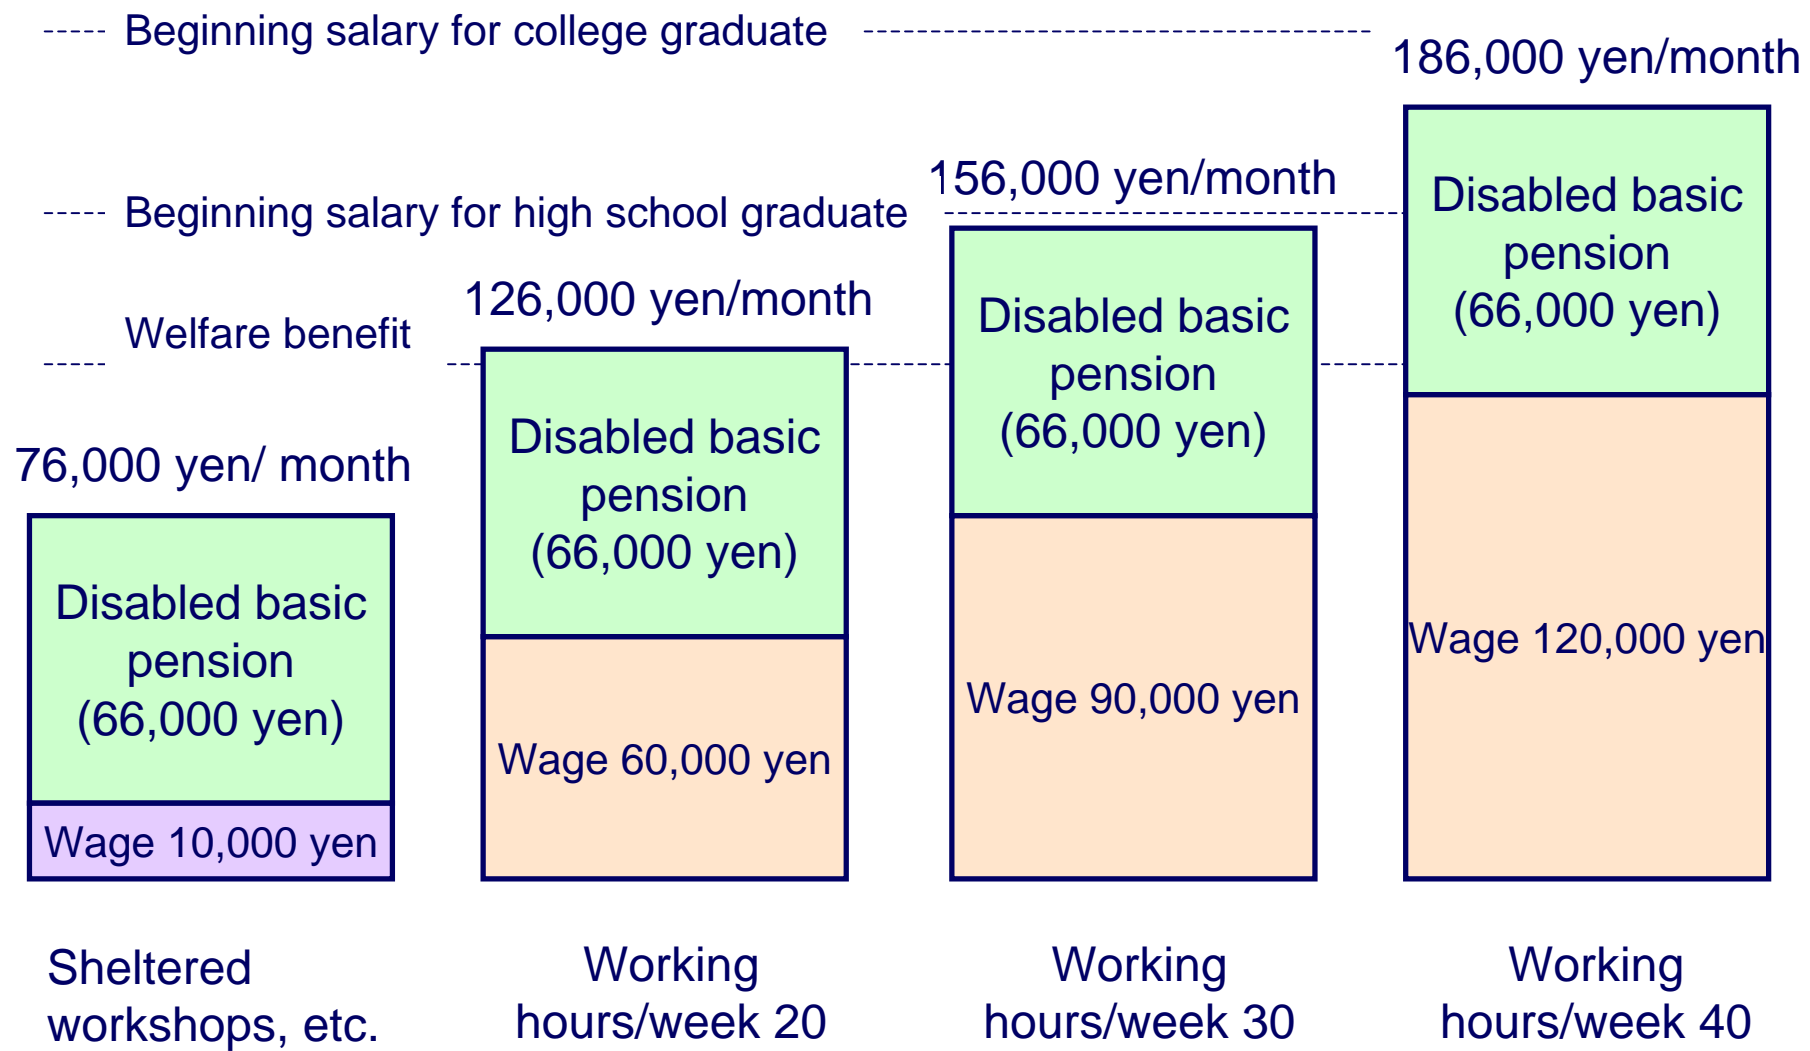 Beginning salary for college graduate
186,000 yen/month
156,000 yen/month
Beginning salary for high school graduate
126,000 yen/month
Welfare benefit
76,000 yen/ month
Disabled basic
pension
(66,000 yen)
Wage 10,000 yen
Disabled basic
pension
(66,000 yen)
Wage 60,000 yen
Disabled basic
pension
(66,000 yen)
Wage 90,000 yen
Disabled basic
pension
(66,000 yen)
Wage 120,000 yen
Sheltered
workshops, etc.
Working
hours/week 20
Working
hours/week 30
Working
hours/week 40